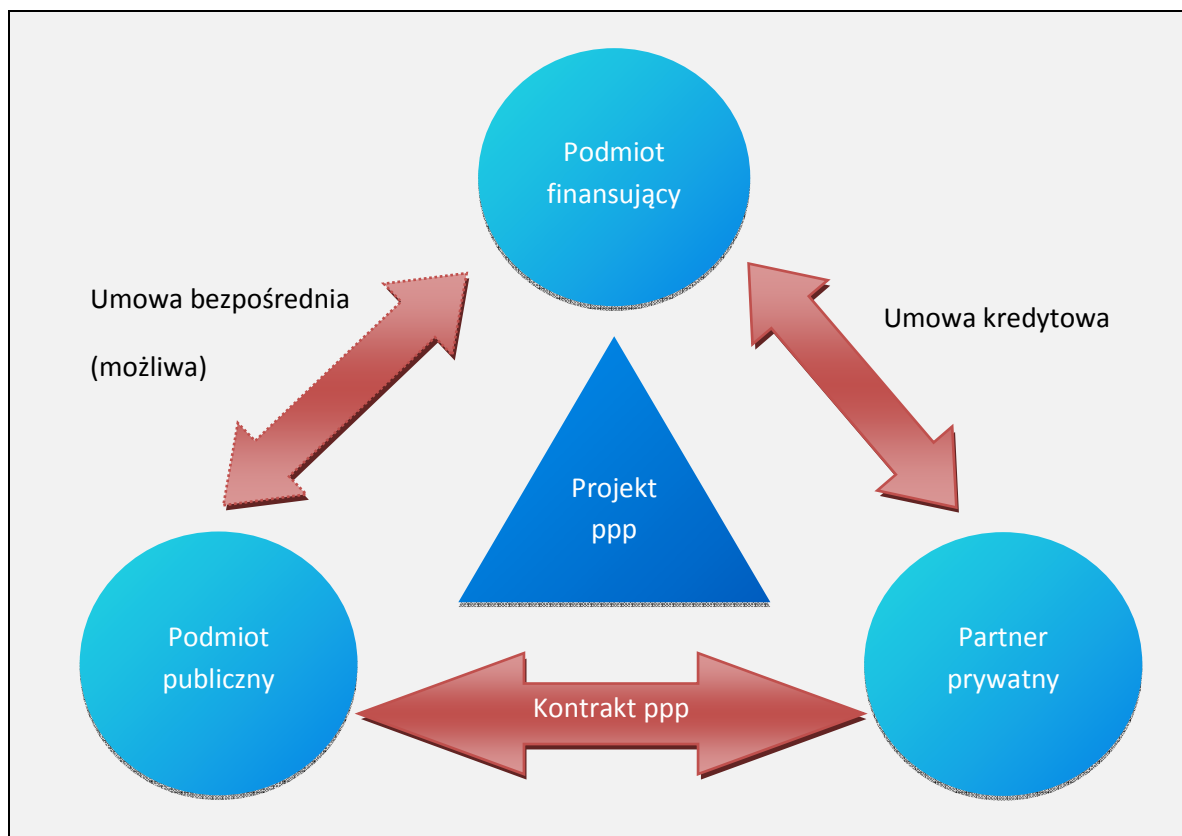 Podmiot
finansujący
Umowa bezpośrednia
(możliwa)
Umowa kredytowa
Projekt
ppp
Podmiot
publiczny
Partner
prywatny
Kontrakt ppp